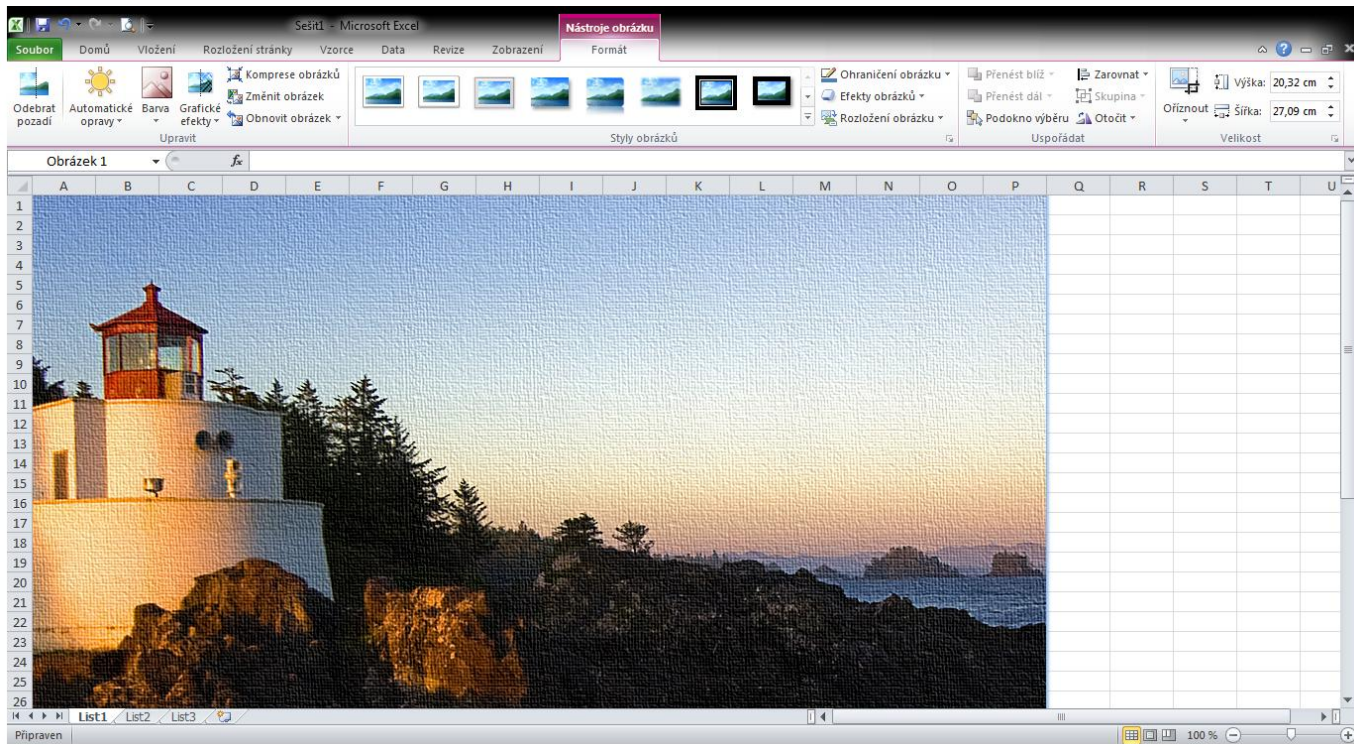 Sešit1 - Microsoft Excel
Nástroje obrázku
Soubor Domů Vložení Rozložení stránky Vzorce Data Revize Zobrazení Formát
Odebrat pozadí
Automatické opravy
Barva
Grafické efekty
Komprese obrázků
Změnit obrázek
Obnovit obrázek
Upravit
Styly obrázků
Ohraničení obrázku
Efekty obrázků
Rozložení obrázku
Přenést blíž
Přenést dál
Podokno výběru
Zarovnat
Skupina
Otočit
Uspořádat
Oříznout
Výška: 20,32 cm
Šířka: 27,09 cm
Velikost
Obrázek 1 fx
A B C D E F G H I J K L M N O P Q R S T U
1
2
3
4
5
6
7
8
9
10
11
12
13
14
15
16
17
18
19
20
21
22
23
24
25
26
List1 List2 List3
Připraven 100 %